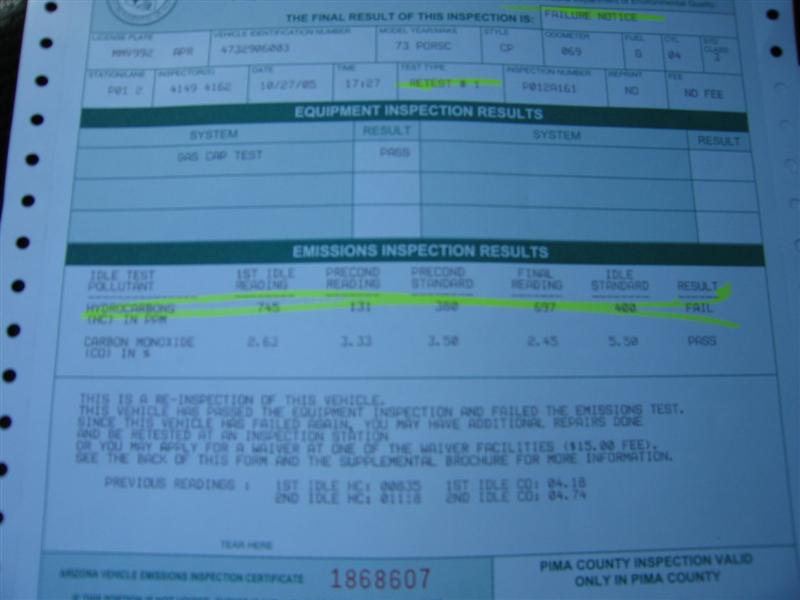 of Environmental Quality
THE FINAL RESULT OF THIS INSPECTION IS: FAILURE NOTICE
LICENSE PLATE VEHICLE IDENTIFICATION NUMBER MODEL YEAR/MAKE STYLE ODOMETER FUEL CYL STD CLASS
MMV992 APR 4732906003 73 PORSC CP 069 G 04 3
STATION/LANE INSPECTOR(S) DATE TIME TEST TYPE INSPECTION NUMBER REPRINT FEE
P01 2 4149 4162 10/27/05 17:27 RETEST # 1 P012A161 NO NO FEE
EQUIPMENT INSPECTION RESULTS
SYSTEM RESULT SYSTEM RESULT
GAS CAP TEST PASS
EMISSIONS INSPECTION RESULTS
IDLE TEST 1ST IDLE PRECOND PRECOND FINAL IDLE
POLLUTANT READING READING STANDARD READING STANDARD RESULT
HYDROCARBONS 745 131 380 697 400 FAIL
(HC) IN PPM
CARBON MONOXIDE 2.63 3.33 3.50 2.45 5.50 PASS
(CO) IN %
THIS IS A RE-INSPECTION OF THIS VEHICLE.
THIS VEHICLE HAS PASSED THE EQUIPMENT INSPECTION AND FAILED THE EMISSIONS TEST.
SINCE THIS VEHICLE HAS FAILED AGAIN, YOU MAY HAVE ADDITIONAL REPAIRS DONE
AND BE RETESTED AT AN INSPECTION STATION
OR YOU MAY APPLY FOR A WAIVER AT ONE OF THE WAIVER FACILITIES ($15.00 FEE).
SEE THE BACK OF THIS FORM AND THE SUPPLEMENTAL BROCHURE FOR MORE INFORMATION.
PREVIOUS READINGS : 1ST IDLE HC: 00835 1ST IDLE CO: 04.18
2ND IDLE HC: 01118 2ND IDLE CO: 04.74
TEAR HERE
ARIZONA VEHICLE EMISSIONS INSPECTION CERTIFICATE 1868607
PIMA COUNTY INSPECTION VALID
ONLY IN PIMA COUNTY